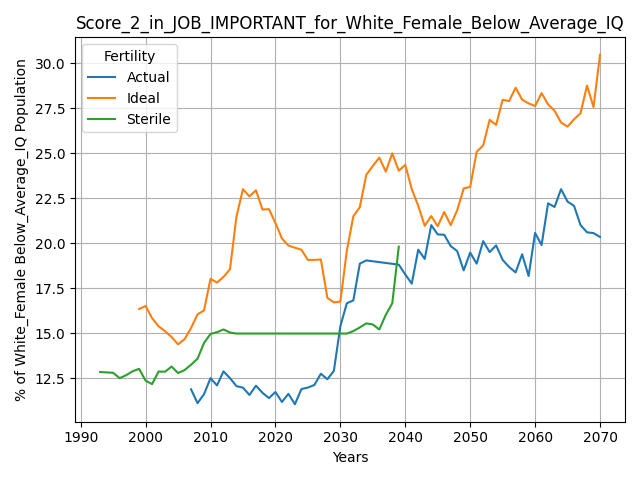 Score_2_in_JOB_IMPORTANT_for_White_Female_Below_Average_IQ
Fertility
Actual
Ideal
Sterile
% of White_Female Below_Average_IQ Population
30.0
27.5
25.0
22.5
20.0
17.5
15.0
12.5
1990 2000 2010 2020 2030 2040 2050 2060 2070
Years